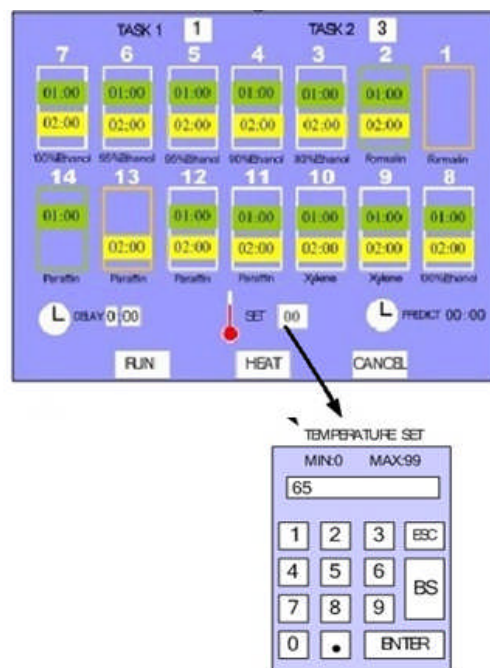 TASK 1 1 TASK 2 3
7 6 5 4 3 2 1
01:00 01:00 01:00 01:00 01:00 01:00
02:00 02:00 02:00 02:00 02:00 02:00
100%Ethanol 95%Ethanol 95%Ethanol 90%Ethanol 80%Ethanol Formalin Formalin
14 13 12 11 10 9 8
01:00 01:00 01:00 01:00 01:00 01:00
02:00 02:00 02:00 02:00 02:00 02:00
Paraffin Paraffin Paraffin Paraffin Xylene Xylene 100%Ethanol
DELAY 0:00 SET 00 PREDICT 00:00
RUN HEAT CANCEL
TEMPERATURE SET
MIN:0 MAX:99
65
1 2 3 ESC
4 5 6 BS
7 8 9
0 . ENTER